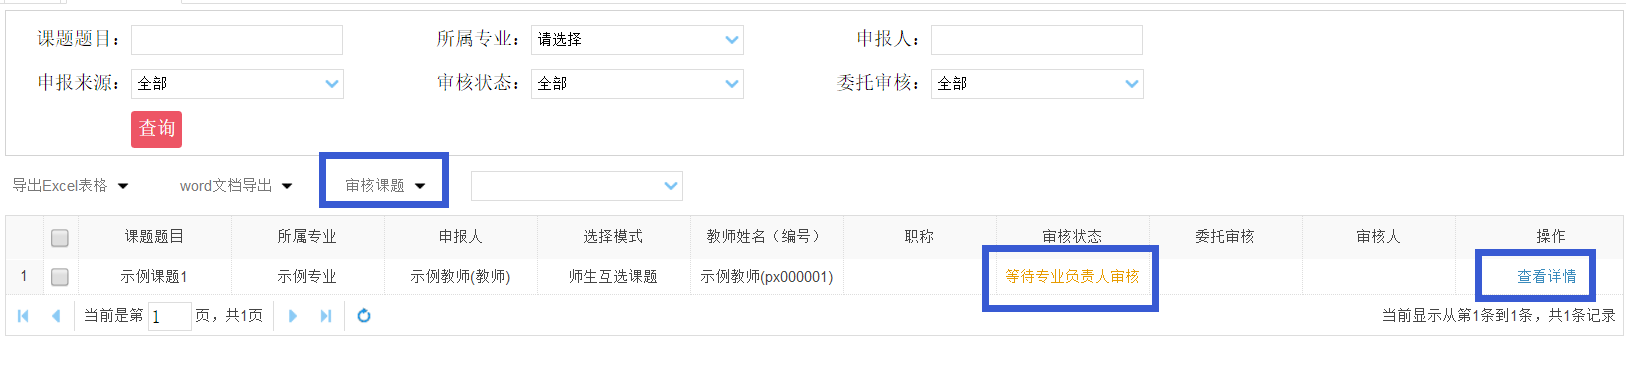 课题题目： 所属专业： 请选择 申报人：
申报来源： 全部 审核状态： 全部 委托审核： 全部
查询
导出Excel表格 word文档导出 审核课题
课题题目 所属专业 申报人 选择模式 教师姓名（编号） 职称 审核状态 委托审核 审核人 操作
1 示例课题1 示例专业 示例教师(教师) 师生互选课题 示例教师(px000001) 等待专业负责人审核 查看详情
当前是第 1 页，共1页 当前显示从第1条到1条，共1条记录